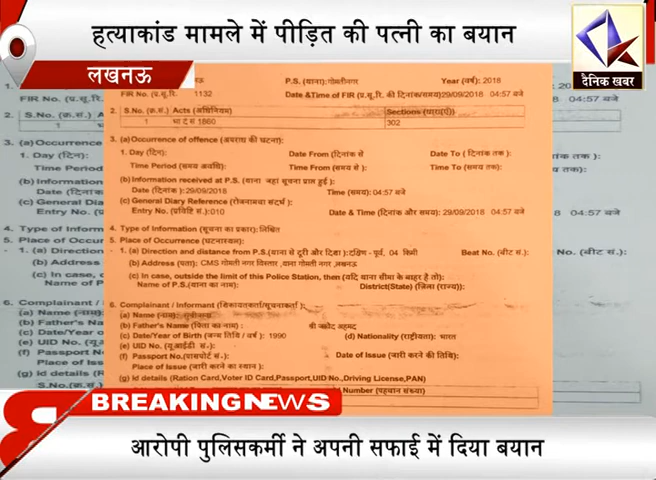 हत्याकांड मामले में पीड़ित की पत्नी का बयान
दैनिक खबर
लखनऊ
P.S. (थाना): गोमतीनगर
Year (वर्ष): 2018
FIR No. (प्र.सू.रि.
1132
Date &Time of FIR (प्र.सू.रि. की दिनांक/समय)29/09/2018 04:57 बजे
2. S.No. (क्र.सं.) Acts (अधिनियम)
Sections (धारा(एँ))
1
भा दं सं 1860
302
3. (a)Occurrence of offence (अपराध की घटना):
1. Day (दिन):
Date From (दिनांक से
Date To ( दिनांक तक ):
Time Period (समय अवधि):
Time From (समय से ):
Time To (समय तक):
(b) Information received at P.S. (थाना जहां सूचना प्राप्त हुई ):
Date (दिनांक ):29/09/2018
Time (समय):04:57 बजे
(c) General Diary Reference (रोजनामचा संदर्भ ):
Entry No. (प्रविष्टि सं.):010
Date & Time (दिनांक और समय): 29/09/2018 04:57 बजे
4. Type of Information (सूचना का प्रकार): लिखित
5. Place of Occurrence (घटनास्थल):
1. (a) Direction and distance from P.S. (थाना से दूरी और दिशा): दक्षिण - पूर्व, 04 किमी
Beat No. (बीट सं.):
(b) Address (पता): CMS गोमती नगर विस्तार, थाना गोमती नगर ,लखनऊ
(c) In case, outside the limit of this Police Station, then (यदि थाना सीमा के बाहर है तो):
Name of P.S.(थाना का नाम):
District(State) (ज़िला (राज्य)):
6. Complainant / Informant (शिकायतकर्ता/सूचनाकर्ता ):
(a) Name (नाम):
(b) Father's Name (पिता का नाम) :
(c) Date/Year of Birth (जन्म तिथि / वर्ष ): 1990
(d) Nationality (राष्ट्रीयता): भारत
(e) UID No. (यूआईडी सं.):
(f) Passport No.(पासपोर्ट सं.):
Date of Issue (जारी करने की तिथि):
Place of Issue (जारी करने का स्थान):
(g) Id details (Ration Card,Voter ID Card,Passport,UID No.,Driving License,PAN)
Number (पहचान संख्या)
BREAKING NEWS
आरोपी पुलिसकर्मी ने अपनी सफाई में दिया बयान